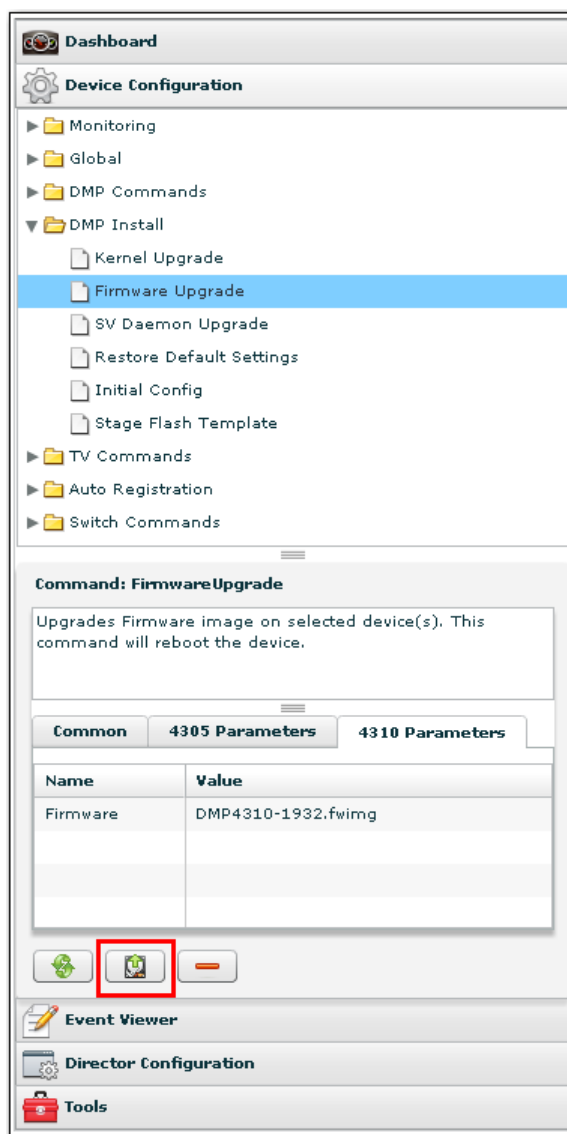 Dashboard
Device Configuration
Monitoring
Global
DMP Commands
DMP Install
Kernel Upgrade
Firmware Upgrade
SV Daemon Upgrade
Restore Default Settings
Initial Config
Stage Flash Template
TV Commands
Auto Registration
Switch Commands
Command: FirmwareUpgrade
Upgrades Firmware image on selected device(s). This
command will reboot the device.
Common 4305 Parameters 4310 Parameters
Name Value
Firmware DMP4310-1932.fwimg
Event Viewer
Director Configuration
Tools